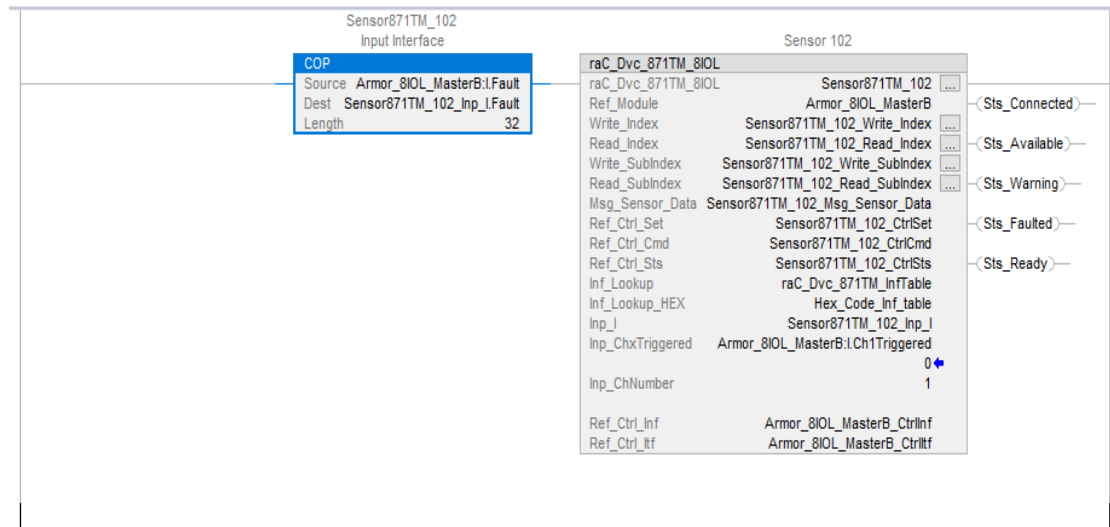 Sensor871TM_102
Input Interface
COP
Source Armor_8IOL_MasterB:I.Fault
Dest Sensor871TM_102_Inp_I.Fault
Length 32
Sensor 102
raC_Dvc_871TM_8IOL
raC_Dvc_871TM_8IOL Sensor871TM_102 ...
Ref_Module Armor_8IOL_MasterB (Sts_Connected)
Write_Index Sensor871TM_102_Write_Index ...
Read_Index Sensor871TM_102_Read_Index ... (Sts_Available)
Write_SubIndex Sensor871TM_102_Write_SubIndex ...
Read_SubIndex Sensor871TM_102_Read_SubIndex ... (Sts_Warning)
Msg_Sensor_Data Sensor871TM_102_Msg_Sensor_Data
Ref_Ctrl_Set Sensor871TM_102_CtrlSet (Sts_Faulted)
Ref_Ctrl_Cmd Sensor871TM_102_CtrlCmd
Ref_Ctrl_Sts Sensor871TM_102_CtrlSts (Sts_Ready)
Inf_Lookup raC_Dvc_871TM_InfTable
Inf_Lookup_HEX Hex_Code_Inf_table
Inp_I Sensor871TM_102_Inp_I
Inp_ChxTriggered Armor_8IOL_MasterB:I.Ch1Triggered
0
Inp_ChNumber 1
Ref_Ctrl_Inf Armor_8IOL_MasterB_CtrlInf
Ref_Ctrl_Itf Armor_8IOL_MasterB_CtrlItf